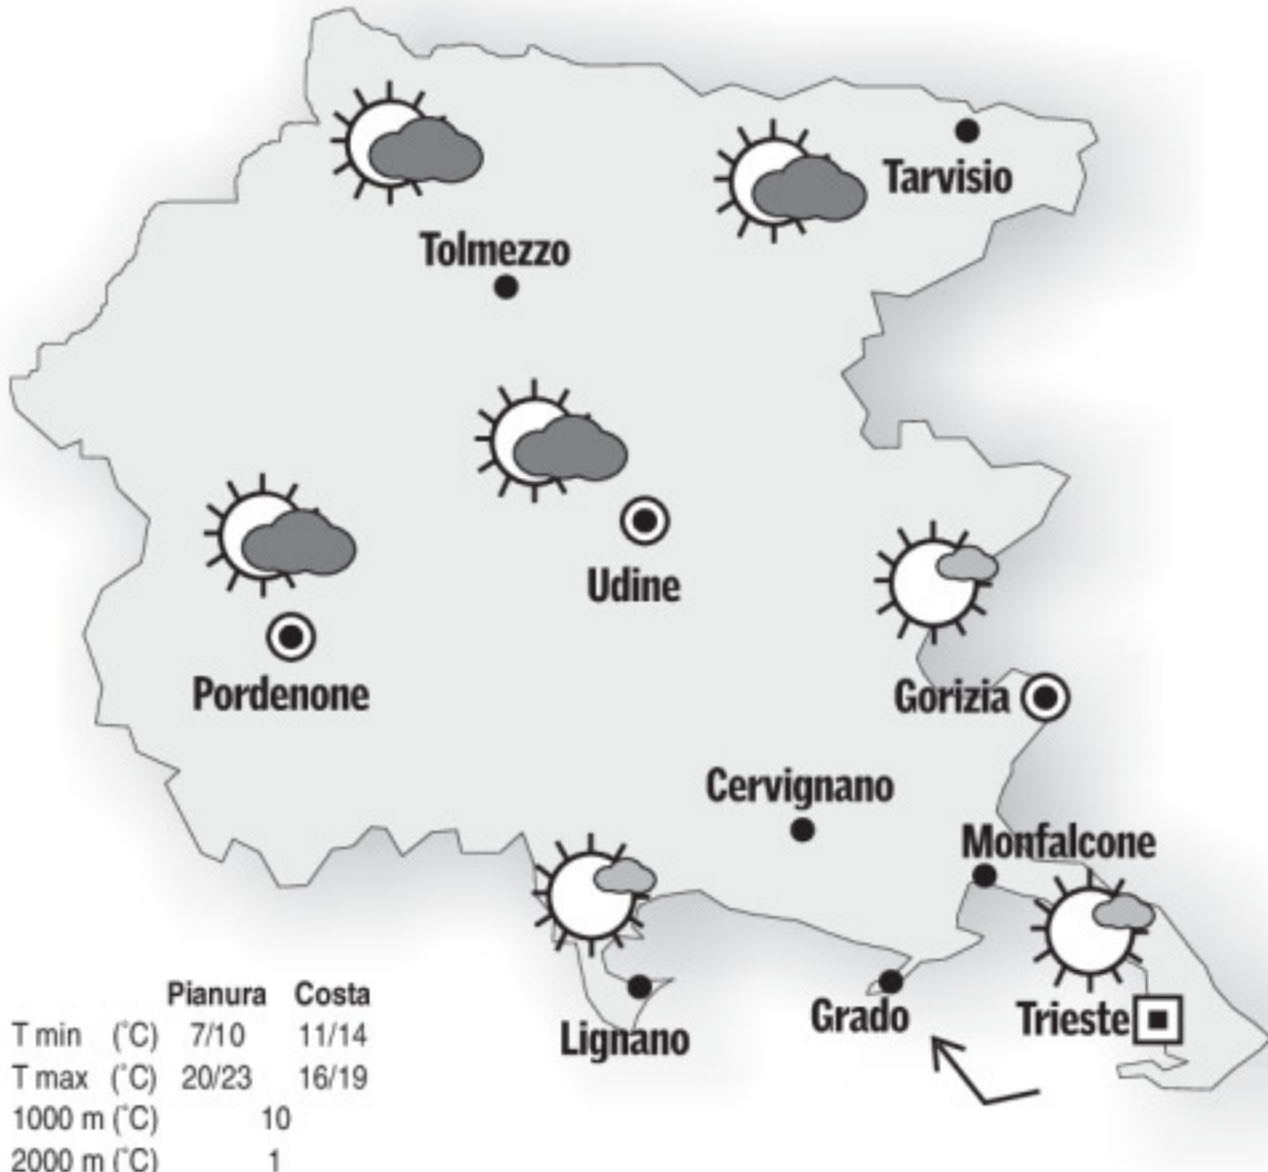 Tarvisio
Tolmezzo
Udine
Pordenone
Gorizia
Cervignano
Monfalcone
Grado
Trieste
Lignano
Pianura Costa
T min (°C) 7/10 11/14
T max (°C) 20/23 16/19
1000 m (°C) 10
2000 m (°C) 1